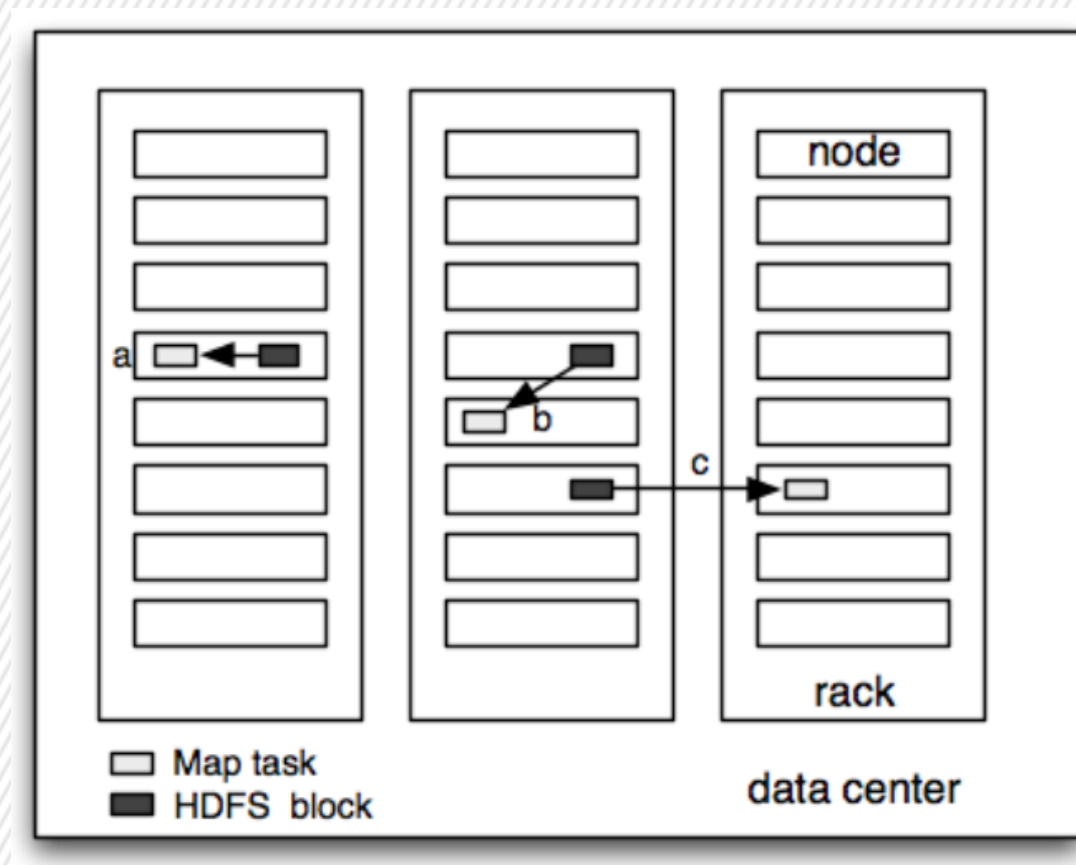 node
a
b
c
rack
Map task
HDFS block
data center